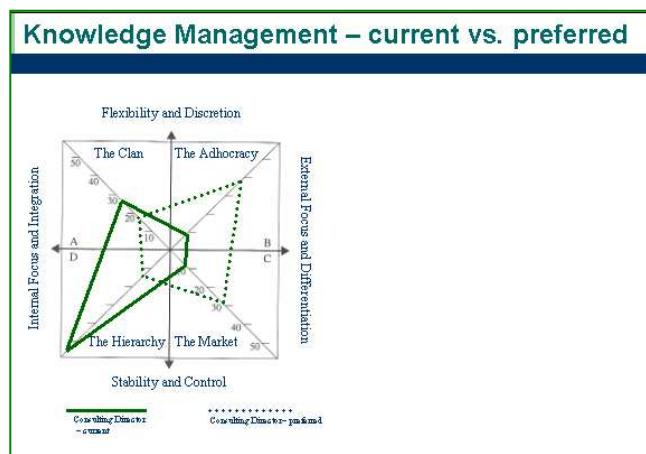 Knowledge Management – current vs. preferred
Flexibility and Discretion
The Clan
The Adhocracy
50
40
30
20
10
Internal Focus and Integration
External Focus and Differentiation
A
B
D
C
10
20
30
40
50
The Hierarchy
The Market
Stability and Control
Consulting Director
– current
Consulting Director– preferred